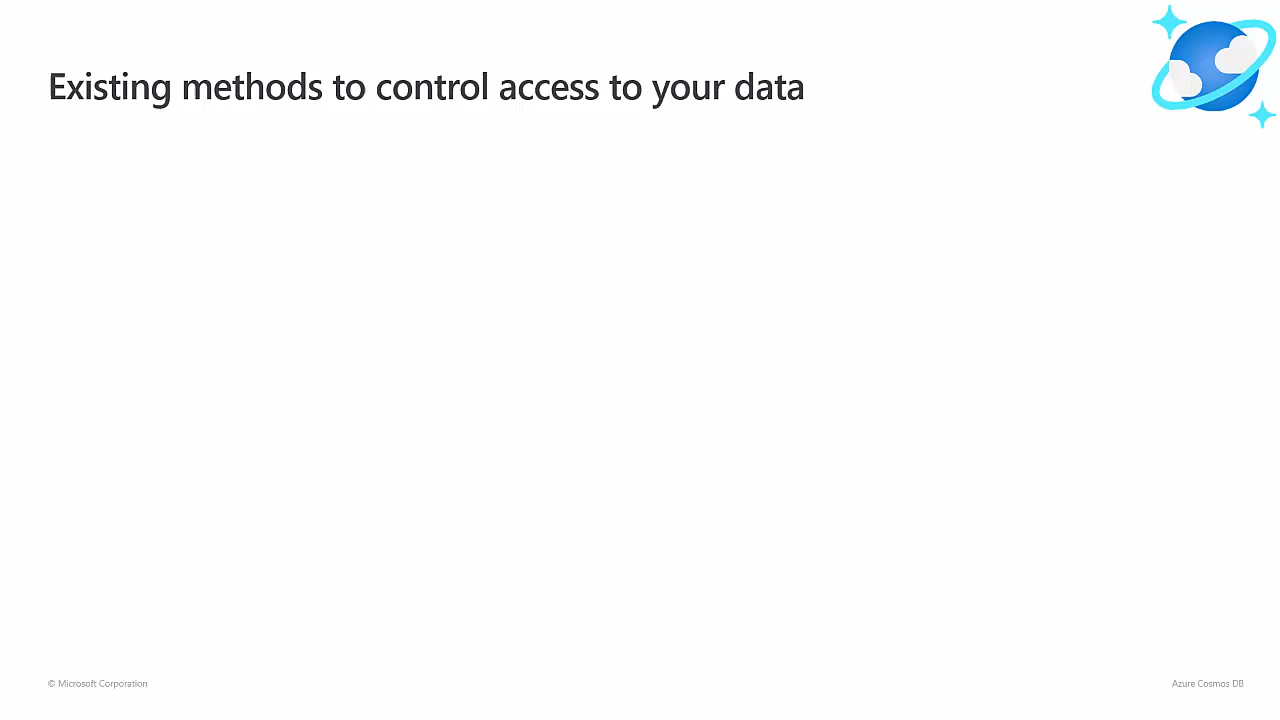 Existing methods to control access to your data
© Microsoft Corporation
Azure Cosmos DB